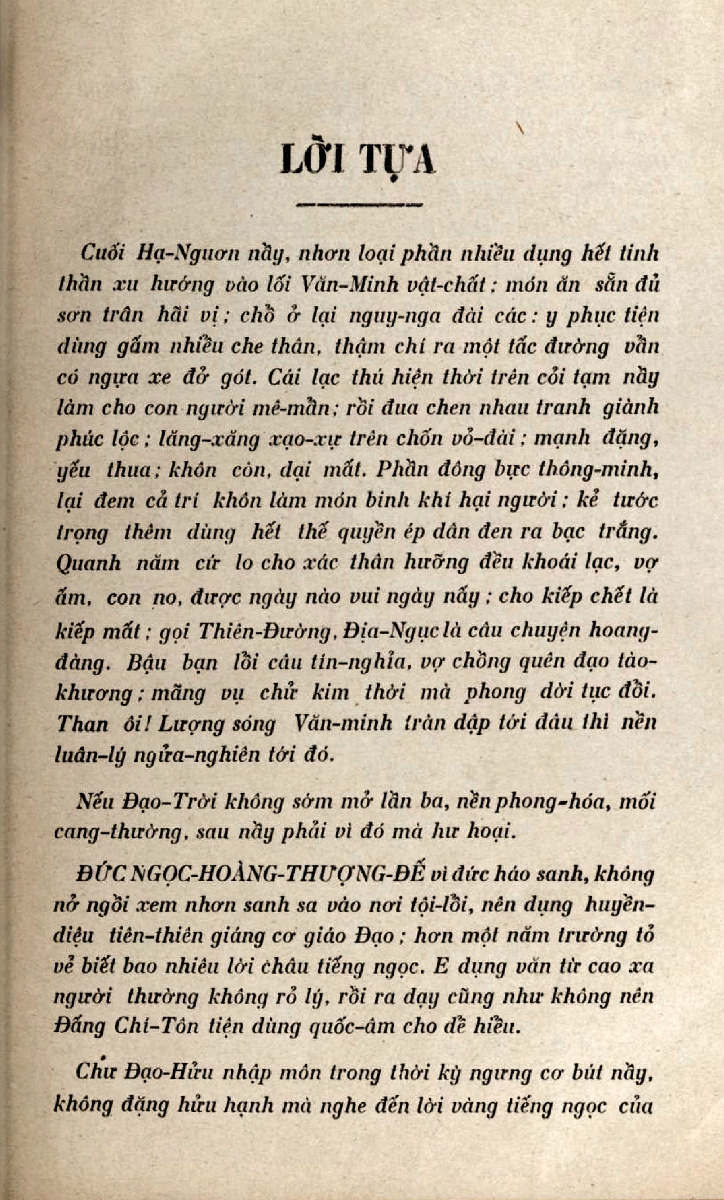 LỜI TỰA
Cuối Hạ-Nguơn nầy, nhơn loại phần nhiều dụng hết tinh
thần xu hướng vào lối Văn-Minh vật-chất : món ăn sẵn đủ
sơn trân hãi vị ; chỗ ở lại nguy-nga đài các : y phục tiện
dùng gấm nhiễu che thân, thậm chí ra một tấc đường vẩn
có ngựa xe đở gót. Cái lạc thú hiện thời trên cỏi tạm nầy
làm cho con người mê-mẩn ; rồi đua chen nhau tranh giành
phúc lộc ; lăng-xăng xạo-xự trên chốn vỏ-đài ; mạnh đặng,
yếu thua ; khôn còn, dại mất. Phần đông bực thông-minh,
lại đem cả trí khôn làm món binh khí hại người ; kẻ tước
trọng thêm dùng hết thế quyền ép dân đen ra bạc trắng.
Quanh năm cứ lo cho xác thân hưỡng đều khoái lạc, vợ
ấm, con no, được ngày nào vui ngày nấy ; cho kiếp chết là
kiếp mất ; gọi Thiên-Đường, Địa-Ngục là câu chuyện hoang-
đàng. Bậu bạn lỗi câu tín-nghỉa, vợ chồng quên đạo tào-
khương ; mãng vụ chử kim thời mà phong dời tục đổi.
Than ôi ! Lượng sóng Văn-minh tràn dập tới đâu thì nền
luân-lý ngửa-nghiên tới đó.
Nếu Đạo-Trời không sớm mở lần ba, nền phong-hóa, mối
cang-thường, sau nầy phải vì đó mà hư hoại.
ĐỨC NGỌC-HOÀNG-THƯỢNG-ĐẾ vì đức háo sanh, không
nở ngồi xem nhơn sanh sa vào nơi tội-lỗi, nên dụng huyền-
diệu tiên-thiên giáng cơ giáo Đạo ; hơn một năm trường tỏ
vẻ biết bao nhiêu lời châu tiếng ngọc. E dụng văn từ cao xa
người thường không rỏ lý, rồi ra dạy cũng như không nên
Đấng Chí-Tôn tiện dùng quốc-âm cho dể hiểu.
Chư Đạo-Hửu nhập môn trong thời kỳ ngưng cơ bút nầy,
không đặng hửu hạnh mà nghe đến lời vàng tiếng ngọc của